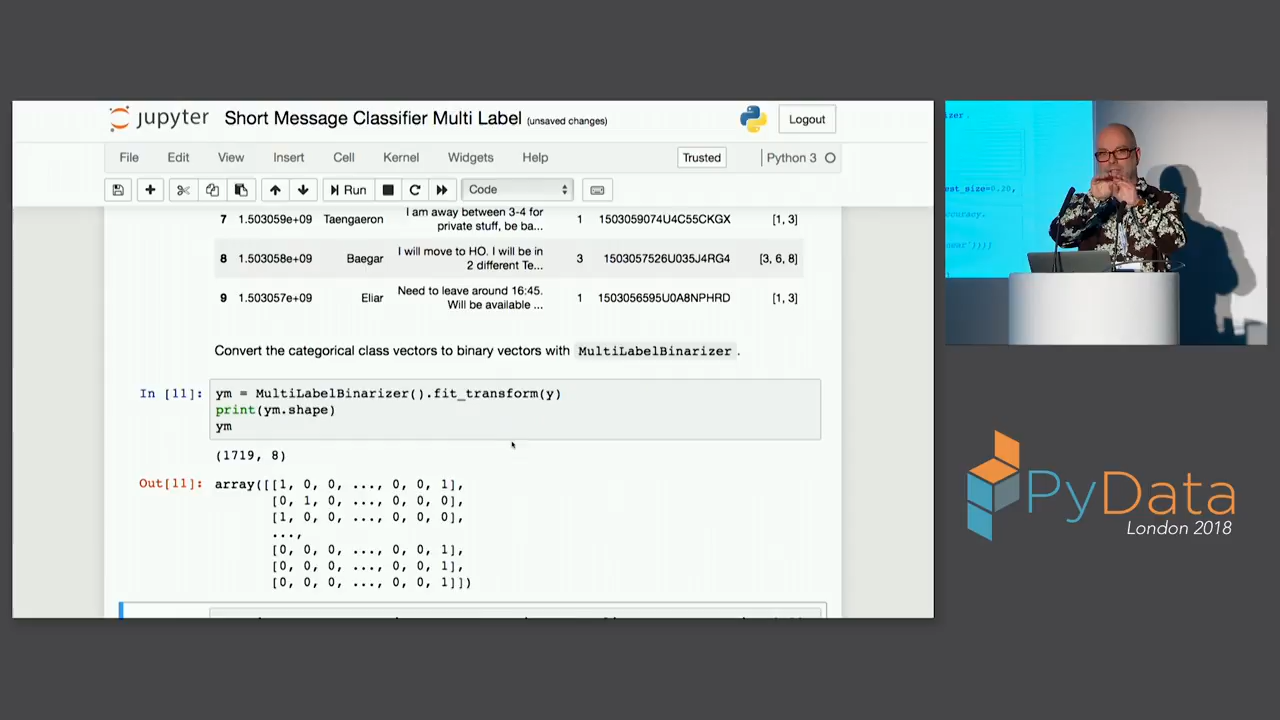 jupyter Short Message Classifier Multi Label (unsaved changes) Logout
File Edit View Insert Cell Kernel Widgets Help Trusted Python 3
Run Code
7 1.503059e+09 Taengaeron I am away between 3-4 for private stuff, be ba... 1 1503059074U4C55CKGX [1, 3]
8 1.503058e+09 Baegar I will move to HO. I will be in 2 different Te... 3 1503057526U035J4RG4 [3, 6, 8]
9 1.503057e+09 Eliar Need to leave around 16:45. Will be available ... 1 1503056595U0A8NPHRD [1, 3]
Convert the categorical class vectors to binary vectors with MultiLabelBinarizer .
In [11]: ym = MultiLabelBinarizer().fit_transform(y)
print(ym.shape)
ym
(1719, 8)
Out[11]: array([[1, 0, 0, ..., 0, 0, 1],
[0, 1, 0, ..., 0, 0, 0],
[1, 0, 0, ..., 0, 0, 0],
...,
[0, 0, 0, ..., 0, 0, 1],
[0, 0, 0, ..., 0, 0, 1],
[0, 0, 0, ..., 0, 0, 1]])
est_size=0.20,
PyData
London 2018